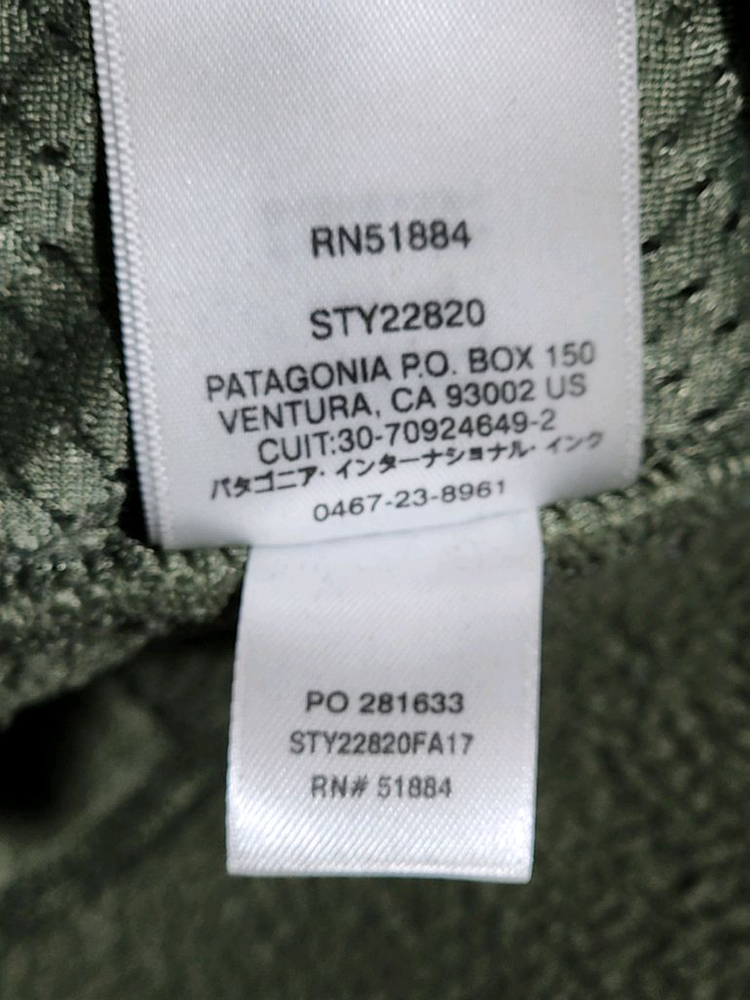 RN51884
STY22820
PATAGONIA P.O. BOX 150
VENTURA, CA 93002 US
CUIT:30-70924649-2
パタゴニア・インターナショナル・インク
0467-23-8961
PO 281633
STY22820FA17
RN# 51884